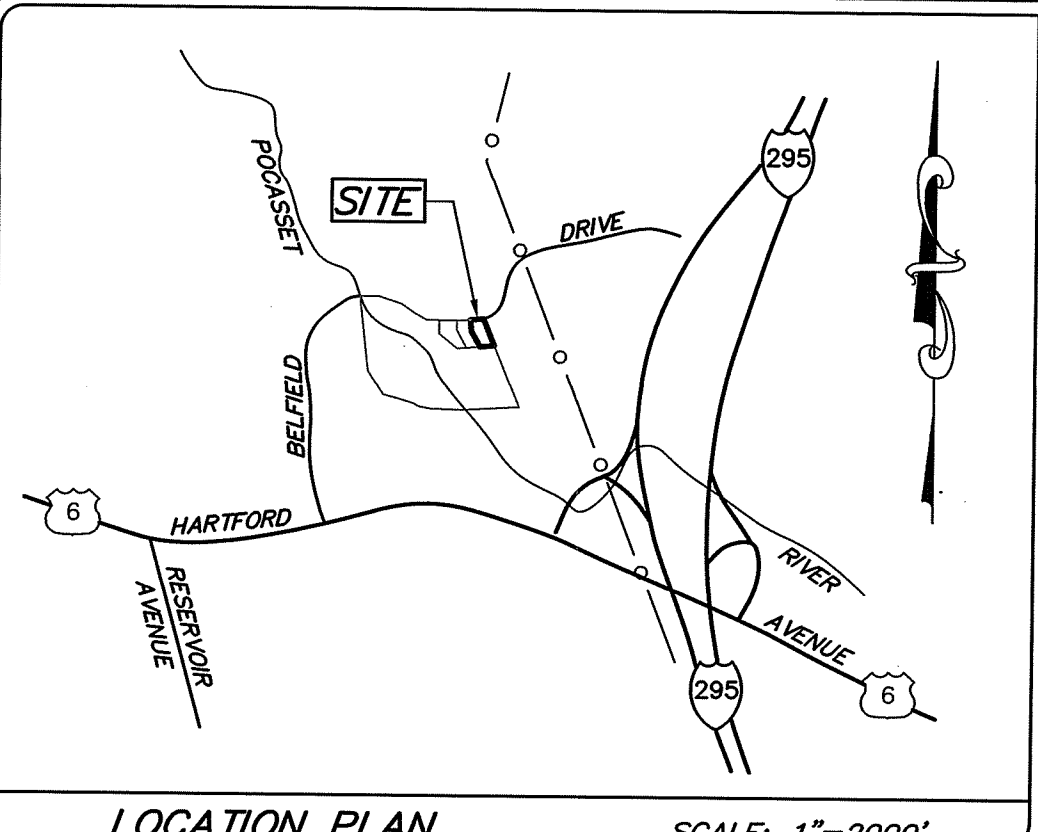 295
POCASSET
SITE
DRIVE
BELFIELD
6
HARTFORD
RESERVOIR
AVENUE
RIVER
AVENUE
295
6
LOCATION PLAN
SCALE: 1"=2000'